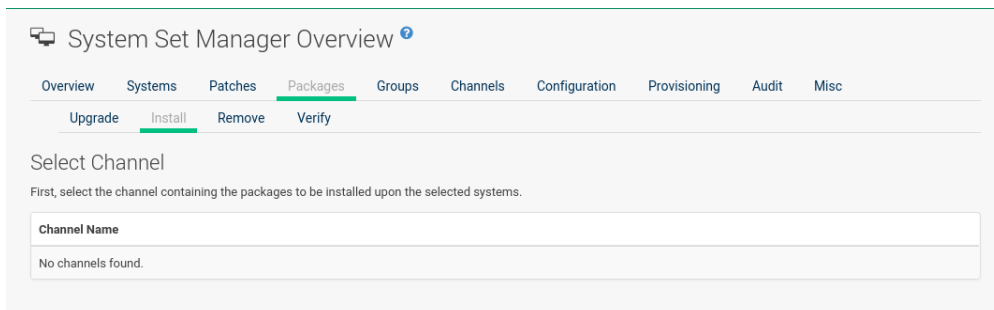 System Set Manager Overview ?
Overview Systems Patches Packages Groups Channels Configuration Provisioning Audit Misc
Upgrade Install Remove Verify
Select Channel
First, select the channel containing the packages to be installed upon the selected systems.
Channel Name
No channels found.